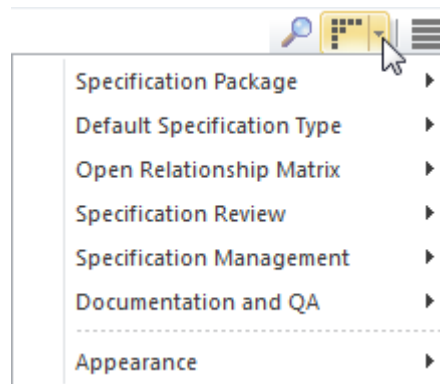 Specification Package
Default Specification Type
Open Relationship Matrix
Specification Review
Specification Management
Documentation and QA
Appearance